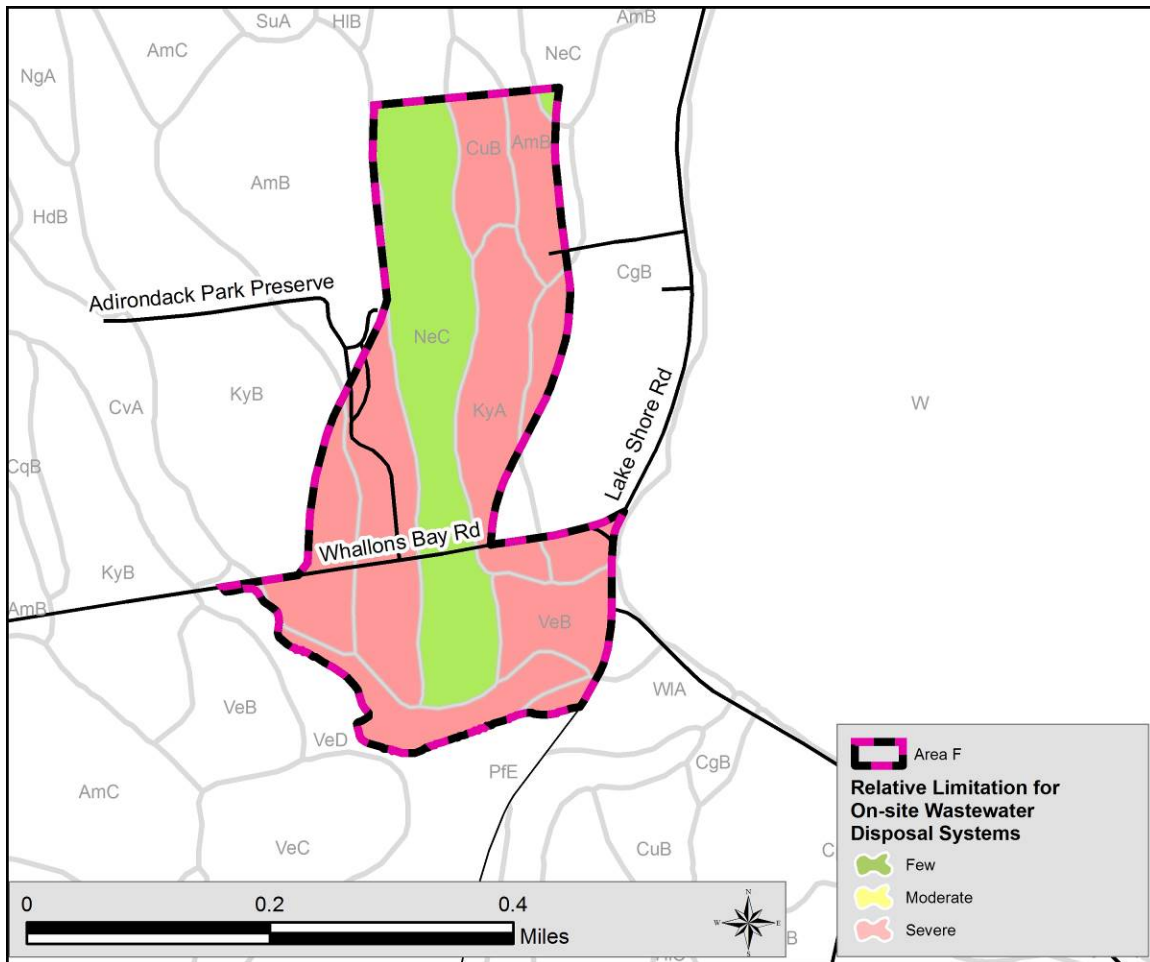 SuA
HlB
AmB
AmC
NeC
NgA
CuB
AmB
AmB
HdB
CgB
Adirondack Park Preserve
NeC
KyB
CvA
KyA
W
Lake Shore Rd
CqB
Whallons Bay Rd
KyB
AmB
VeB
WlA
VeB
VeD
CgB
PfE
AmC
VeC
CuB
C
B
Area F
Relative Limitation for
On-site Wastewater
Disposal Systems
Few
Moderate
Severe
0
0.2
0.4
Miles
N
W
E
S